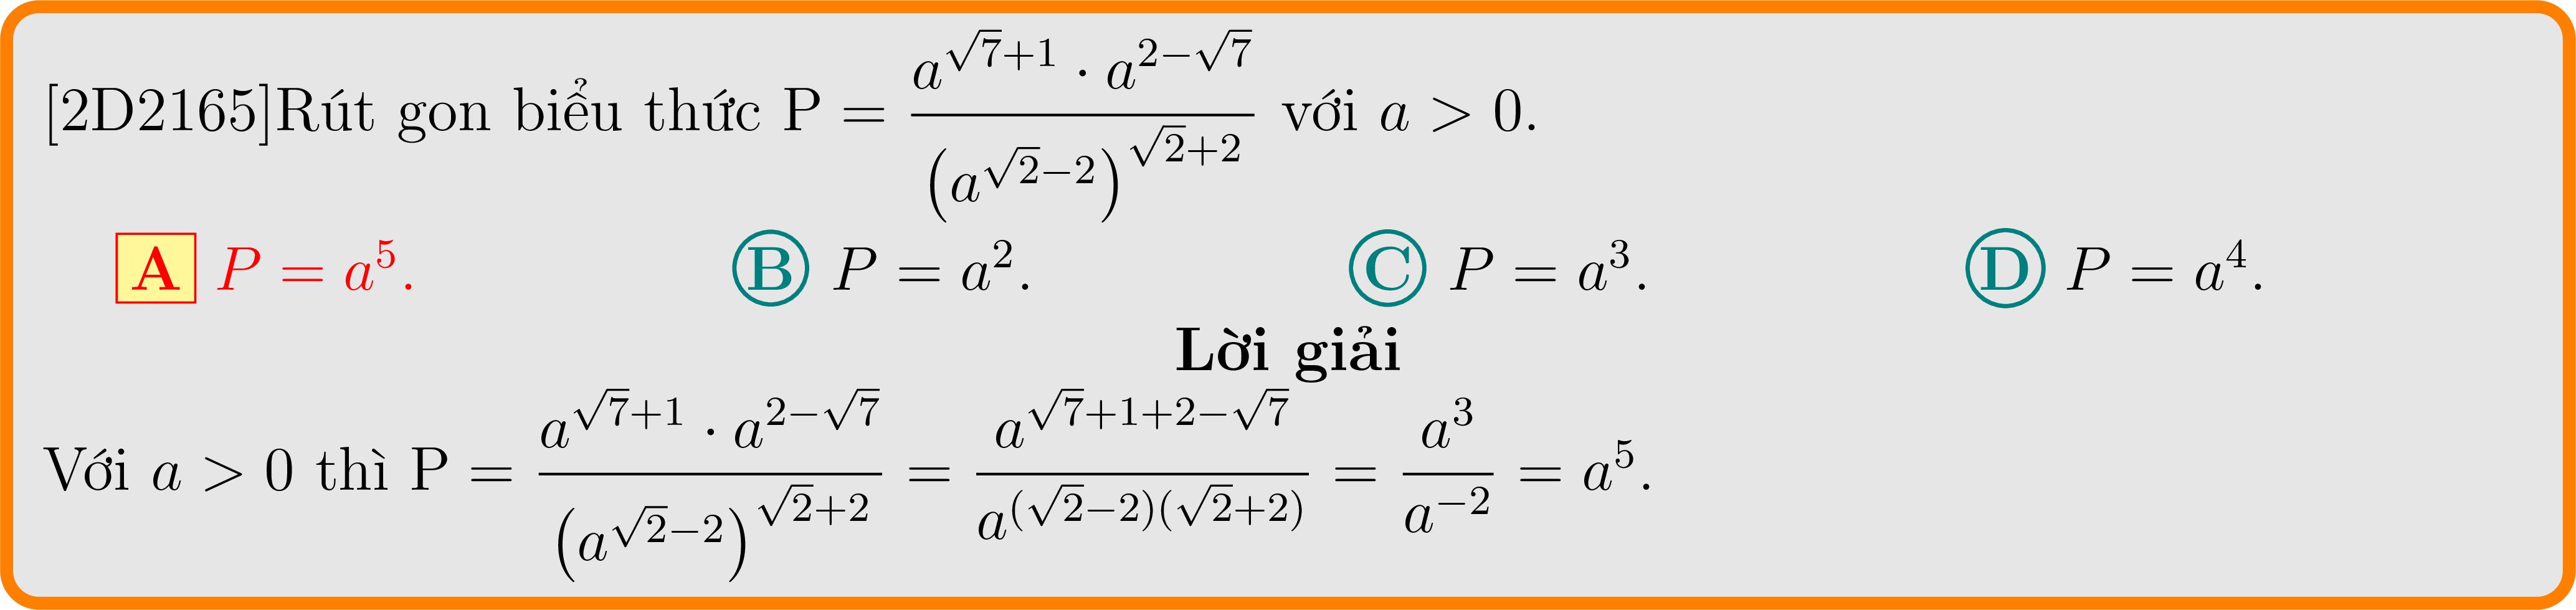 [2D2165]Rút gon biểu thức P = \frac{a^{\sqrt{7}+1} \cdot a^{2-\sqrt{7}}}{\left(a^{\sqrt{2}-2}\right)^{\sqrt{2}+2}} với a > 0.
A P = a^5. B P = a^2. C P = a^3. D P = a^4.
Lời giải
Với a > 0 thì P = \frac{a^{\sqrt{7}+1} \cdot a^{2-\sqrt{7}}}{\left(a^{\sqrt{2}-2}\right)^{\sqrt{2}+2}} = \frac{a^{\sqrt{7}+1+2-\sqrt{7}}}{a^{(\sqrt{2}-2)(\sqrt{2}+2)}} = \frac{a^3}{a^{-2}} = a^5.